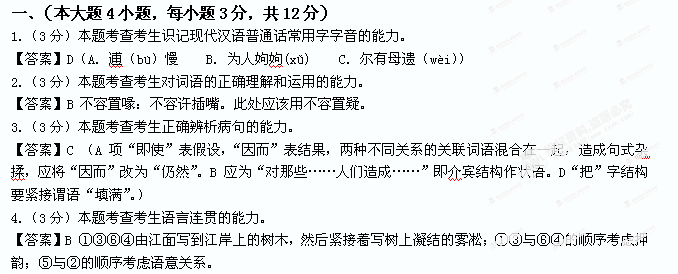 一、（本大题 4 小题，每小题 3 分，共 12 分）
1.（3 分）本题考查考生识记现代汉语普通话常用字字音的能力。
【答案】D（A. 逋（bu）慢 B. 为人姁姁(xǔ) C. 尔有母遗（wèi））
2.（3 分）本题考查考生对词语的正确理解和运用的能力。
【答案】B 不容置喙：不容许插嘴。此处应该用不容置疑。
3.（3 分）本题考查考生正确辨析病句的能力。
【答案】C （A 项“即使”表假设，“因而”表结果，两种不同关系的关联词语混合在一起，造成句式杂
揉，应将“因而”改为“仍然”。B 应为“对那些……人们造成……”即介宾结构作状语。D“把”字结构
要紧接谓语“填满”。）
4.（3 分）本题考查考生语言连贯的能力。
【答案】B ①③⑥④由江面写到江岸上的树木，然后紧接着写树上凝结的雾凇；①③与⑥④的顺序考虑押
韵；⑤与②的顺序考虑语意关系。